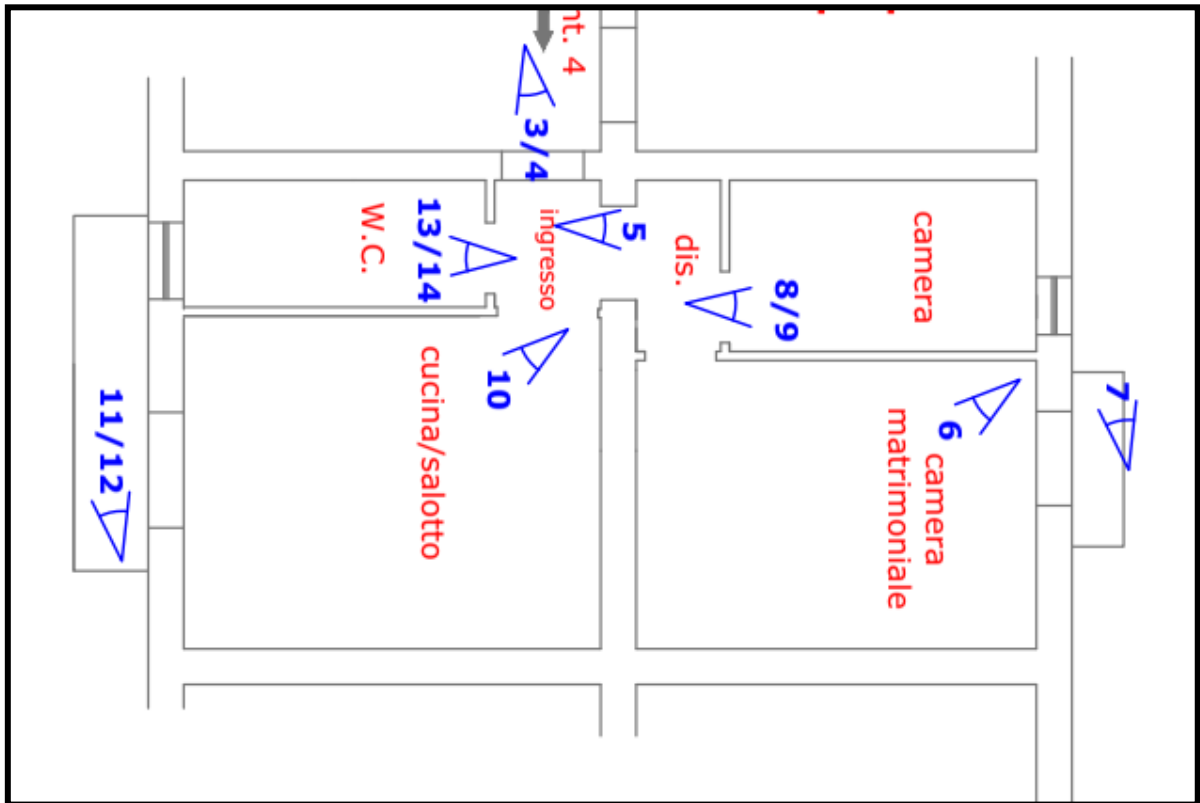 nt. 4
3/4
W.C.
13/14
ingresso
5
dis.
8/9
camera
10
cucina/salotto
11/12
6
7
camera
matrimoniale